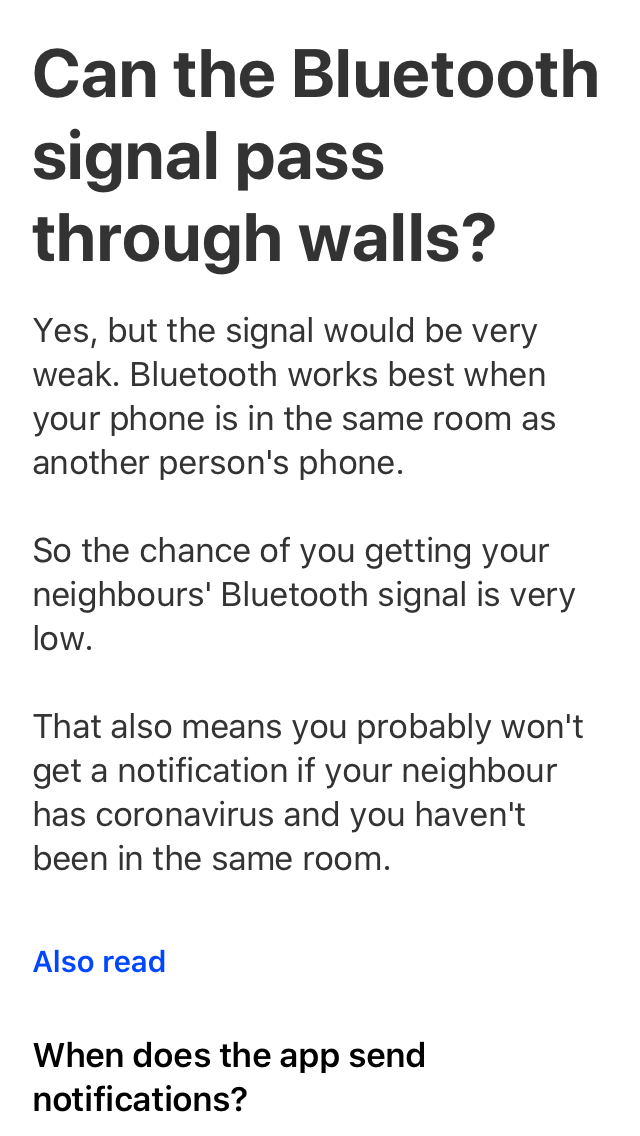 Can the Bluetooth
signal pass
through walls?
Yes, but the signal would be very
weak. Bluetooth works best when
your phone is in the same room as
another person's phone.
So the chance of you getting your
neighbours' Bluetooth signal is very
low.
That also means you probably won't
get a notification if your neighbour
has coronavirus and you haven't
been in the same room.
Also read
When does the app send
notifications?